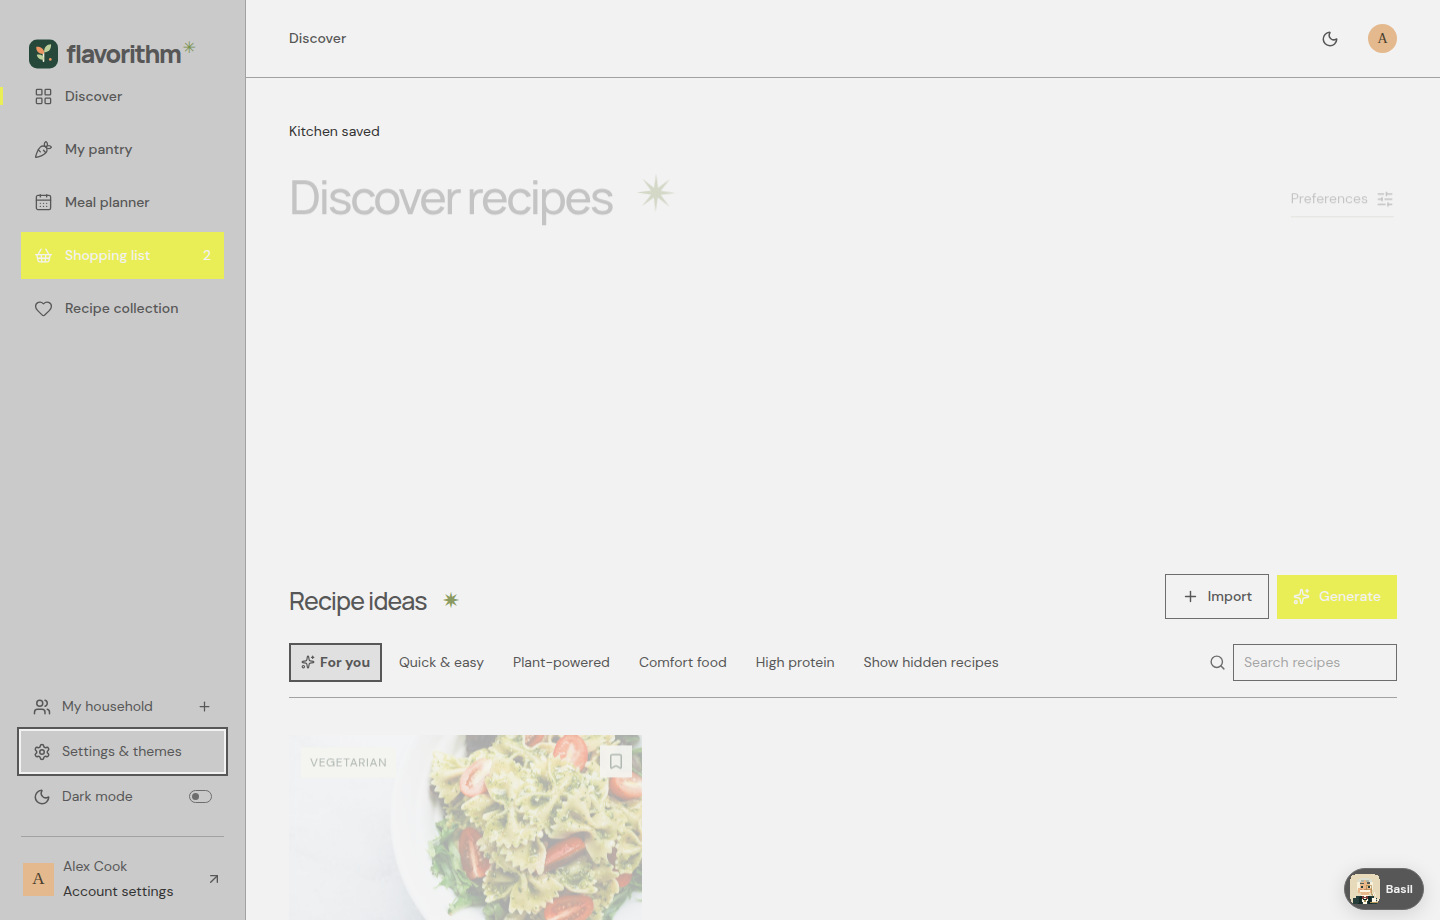 flavorithm
Discover
My pantry
Meal planner
Shopping list 2
Recipe collection
My household
Settings & themes
Dark mode
A
Alex Cook
Account settings
Discover
A
Kitchen saved
Discover recipes
Preferences
Recipe ideas
Import
Generate
For you
Quick & easy
Plant-powered
Comfort food
High protein
Show hidden recipes
Search recipes
VEGETARIAN
Basil